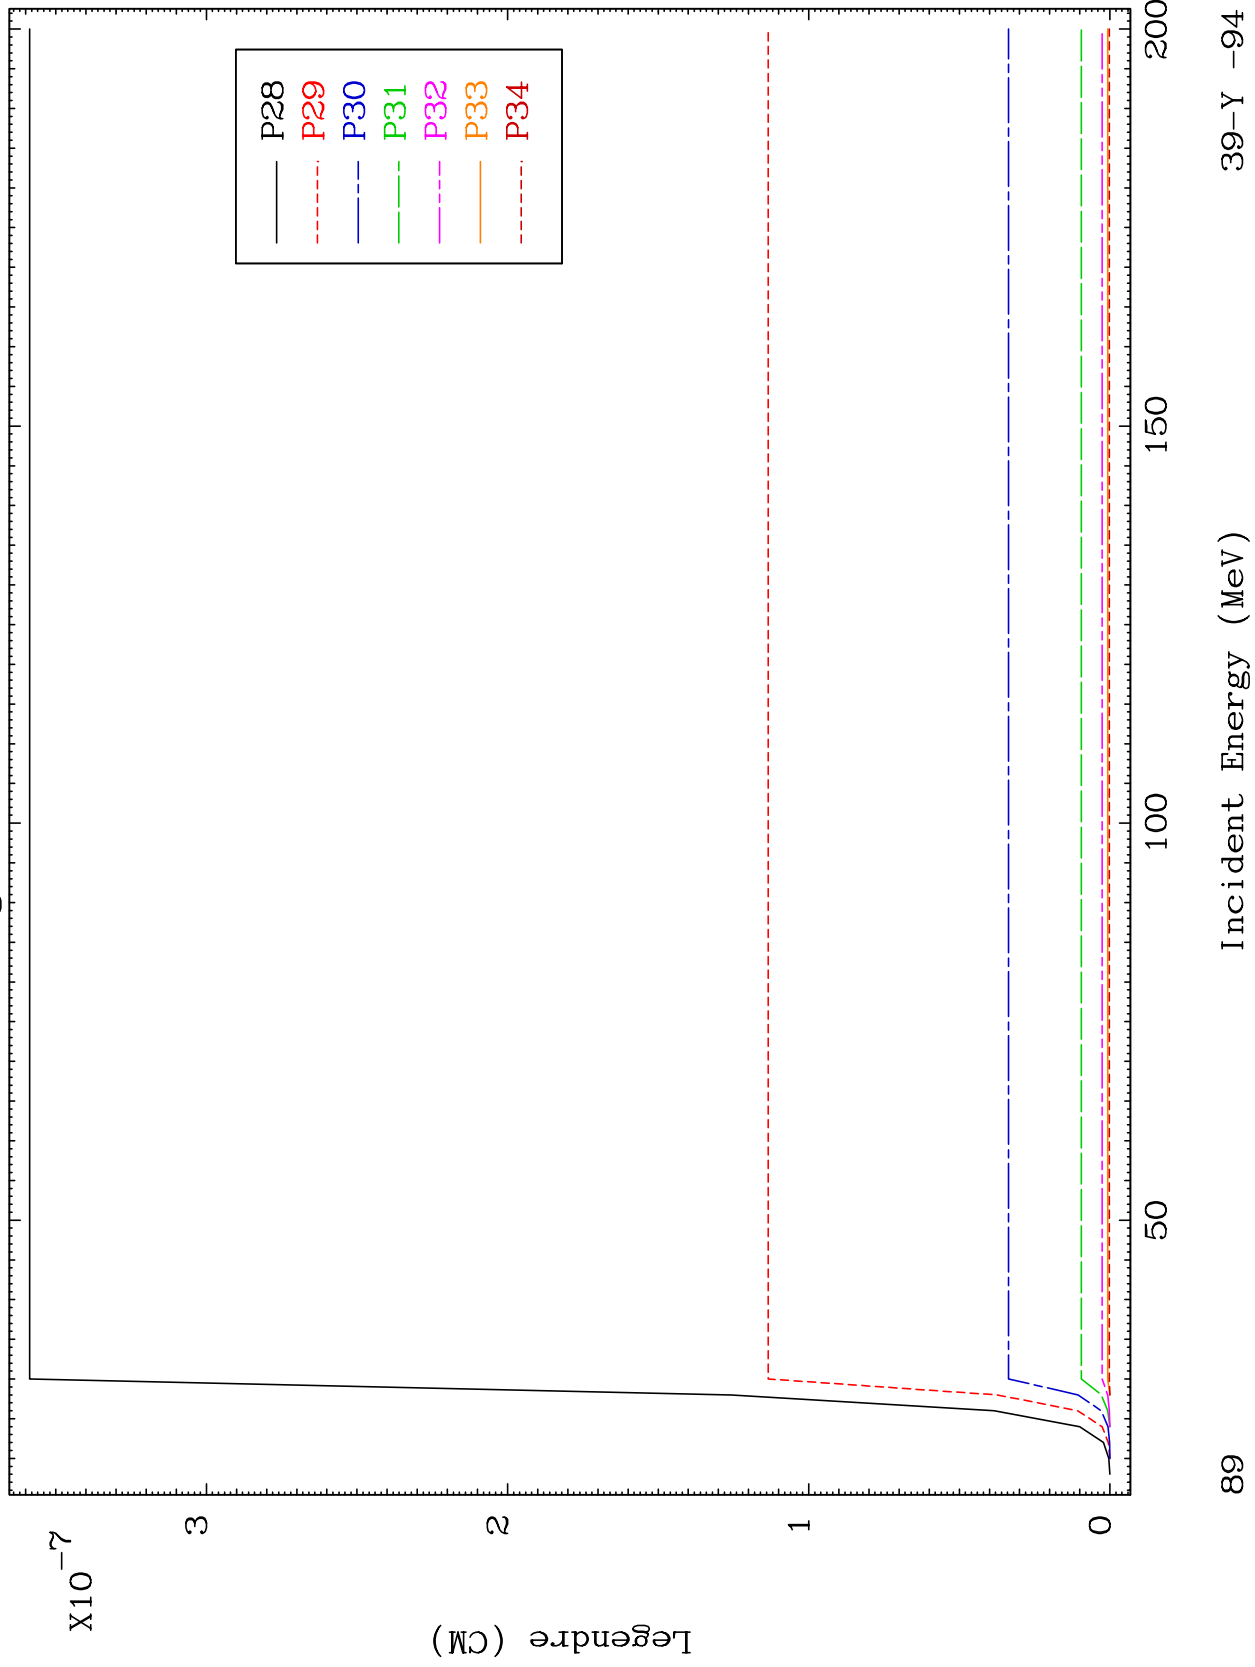 X10-7
Legendre (CM)
3
2
1
0
P28
P29
P30
P31
P32
P33
P34
50
100
150
200
89
Incident Energy (MeV)
39-Y -94